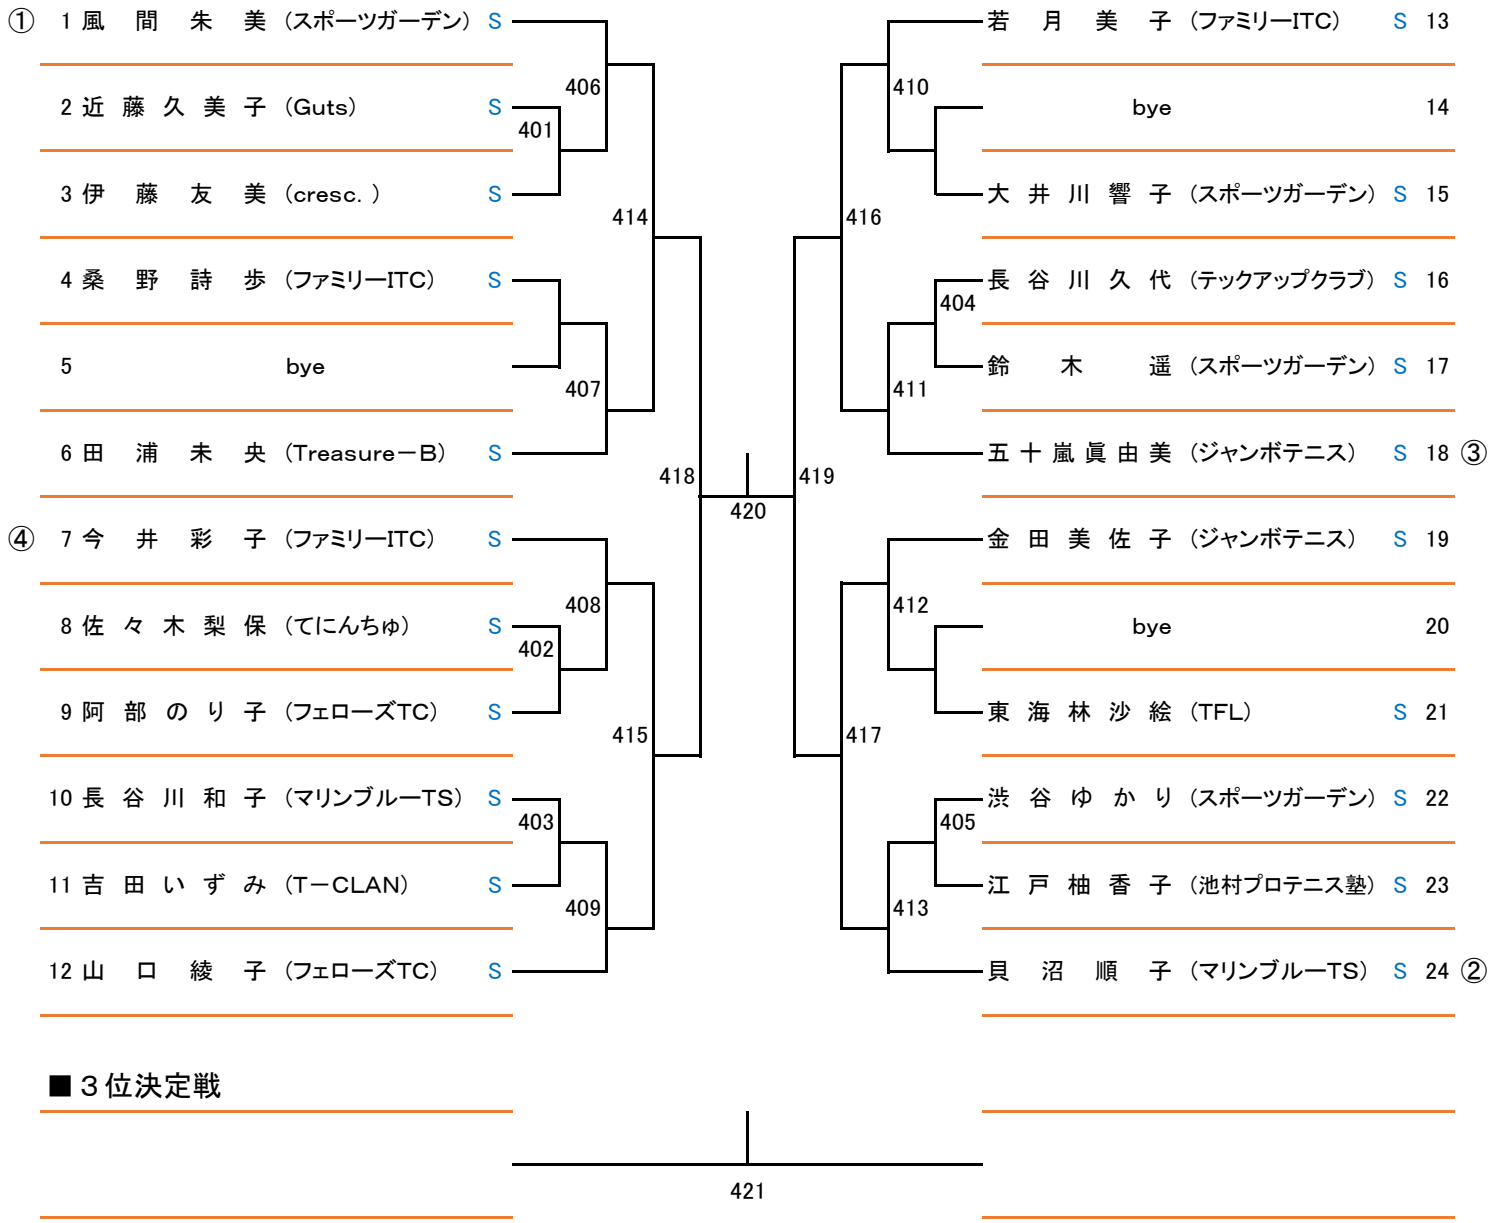 ① 1 風間朱美 (スポーツガーデン) S
406
2 近藤久美子 (Guts) S
401
3 伊藤友美 (cresc.) S
414
4 桑野詩歩 (ファミリーITC) S
5 bye
407
6 田浦未央 (Treasure－B) S
418
④ 7 今井彩子 (ファミリーITC) S
408
8 佐々木梨保 (てにんちゅ) S
402
9 阿部のり子 (フェローズTC) S
415
10 長谷川和子 (マリンブルーTS) S
403
11 吉田いずみ (T－CLAN) S
409
12 山口綾子 (フェローズTC) S
420
若月美子 (ファミリーITC) S 13
410
bye 14
大井川響子 (スポーツガーデン) S 15
416
長谷川久代 (テックアップクラブ) S 16
404
鈴木遥 (スポーツガーデン) S 17
411
五十嵐眞由美 (ジャンボテニス) S 18 ③
419
金田美佐子 (ジャンボテニス) S 19
412
bye 20
東海林沙絵 (TFL) S 21
417
渋谷ゆかり (スポーツガーデン) S 22
405
江戸柚香子 (池村プロテニス塾) S 23
413
貝沼順子 (マリンブルーTS) S 24 ②
■３位決定戦
421